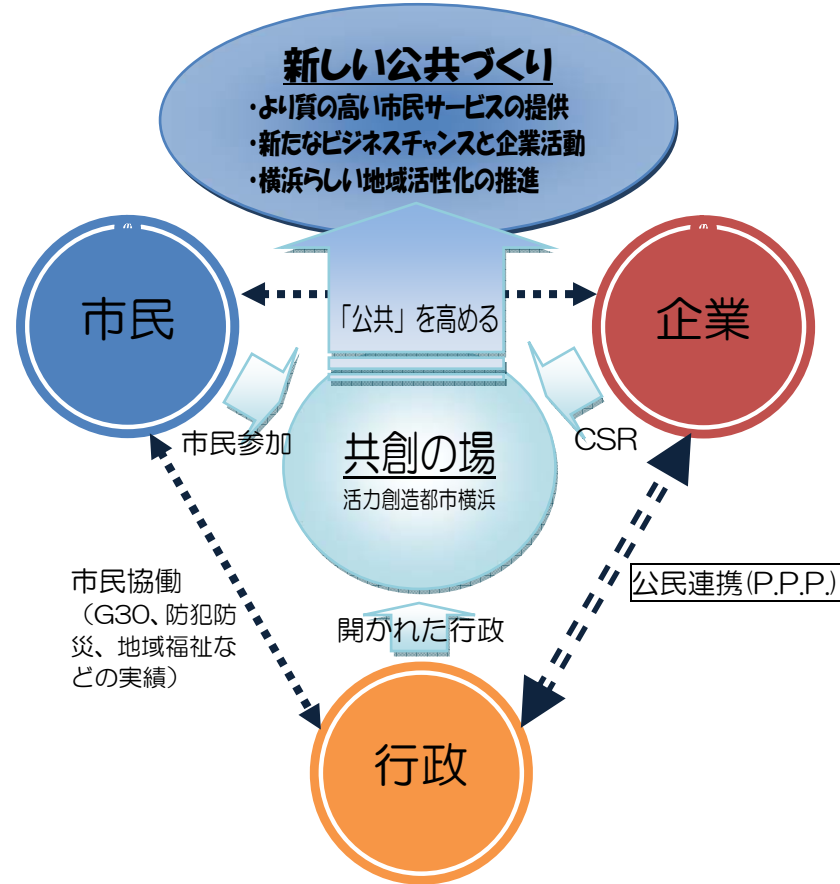 新しい公共づくり
・より質の高い市民サービスの提供
・新たなビジネスチャンスと企業活動
・横浜らしい地域活性化の推進
市民
「公共」を高める
企業
市民参加
共創の場
活力創造都市横浜
CSR
市民協働
（G30、防犯防
災、地域福祉な
どの実績）
公民連携(P.P.P.)
開かれた行政
行政